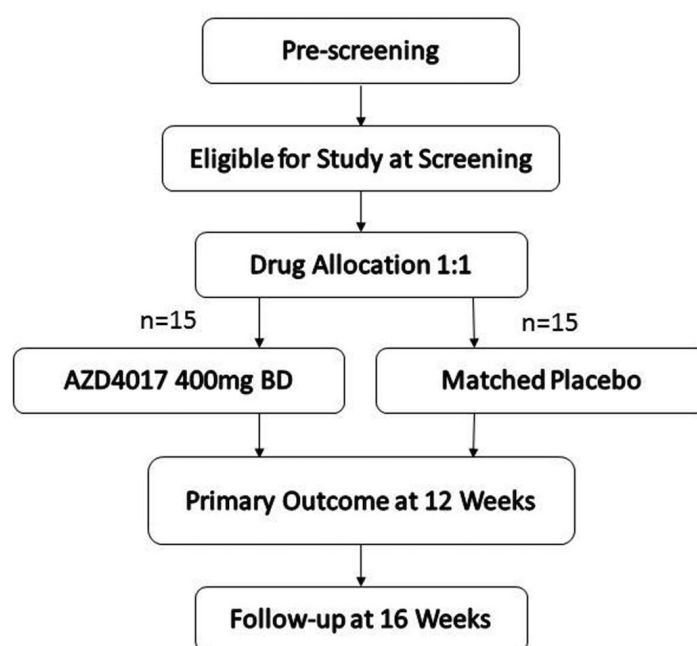 Pre-screening
Eligible for Study at Screening
Drug Allocation 1:1
n=15
n=15
AZD4017 400mg BD
Matched Placebo
Primary Outcome at 12 Weeks
Follow-up at 16 Weeks